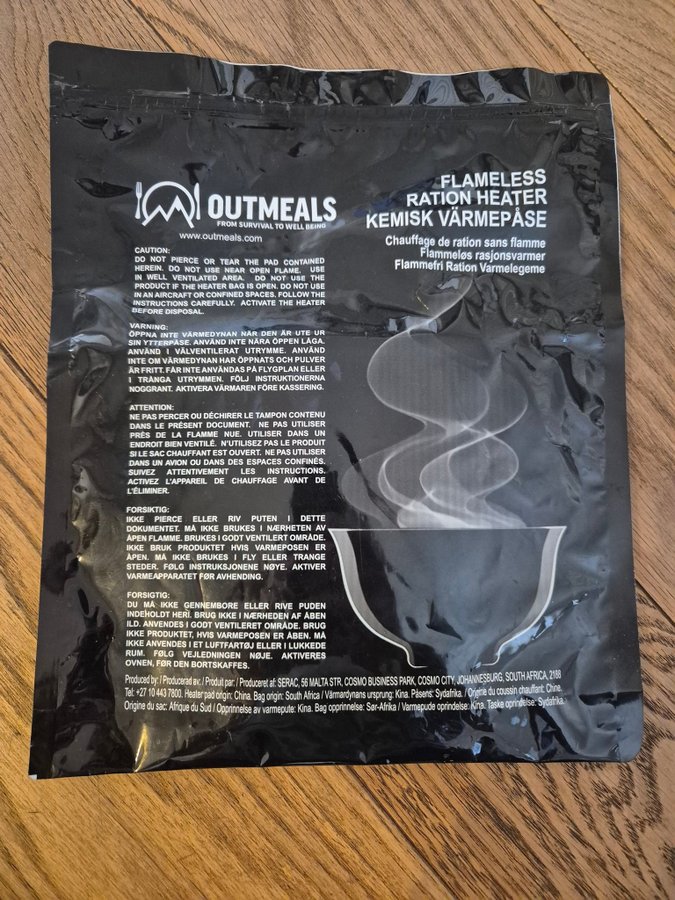 OUTMEALS
FROM SURVIVAL TO WELL BEING
www.outmeals.com
FLAMELESS
RATION HEATER
KEMISK VÄRMEPÅSE
Chauffage de ration sans flamme
Flammeløs rasjonsvarmer
Flammefri Ration Varmelegeme
CAUTION:
DO NOT PIERCE OR TEAR THE PAD CONTAINED
HEREIN. DO NOT USE NEAR OPEN FLAME. USE
IN WELL VENTILATED AREA. DO NOT USE THE
PRODUCT IF THE HEATER BAG IS OPEN. DO NOT USE
IN AN AIRCRAFT OR CONFINED SPACES. FOLLOW THE
INSTRUCTIONS CAREFULLY. ACTIVATE THE HEATER
BEFORE DISPOSAL.
VARNING:
ÖPPNA INTE VÄRMEDYNAN NÄR DEN ÄR UTE UR
SIN YTTERPÅSE. ANVÄND INTE NÄRA ÖPPEN LÅGA.
ANVÄND I VÄLVENTILERAT UTRYMME. ANVÄND
INTE OM VÄRMEDYNAN HAR ÖPPNATS OCH PULVER
ÄR FRITT. FÅR INTE ANVÄNDAS PÅ FLYGPLAN ELLER
I TRÅNGA UTRYMMEN. FÖLJ INSTRUKTIONERNA
NOGGRANT. AKTIVERA VÄRMAREN FÖRE KASSERING.
ATTENTION:
NE PAS PERCER OU DÉCHIRER LE TAMPON CONTENU
DANS LE PRÉSENT DOCUMENT. NE PAS UTILISER
PRÈS DE LA FLAMME NUE. UTILISER DANS UN
ENDROIT BIEN VENTILÉ. N'UTILISEZ PAS LE PRODUIT
SI LE SAC CHAUFFANT EST OUVERT. NE PAS UTILISER
DANS UN AVION OU DANS DES ESPACES CONFINÉS.
SUIVEZ ATTENTIVEMENT LES INSTRUCTIONS.
ACTIVEZ L'APPAREIL DE CHAUFFAGE AVANT DE
L'ÉLIMINER.
FORSIKTIG:
IKKE PIERCE ELLER RIV PUTEN I DETTE
DOKUMENTET. MÅ IKKE BRUKES I NÆRHETEN AV
ÅPEN FLAMME. BRUKES I GODT VENTILERT OMRÅDE.
IKKE BRUK PRODUKTET HVIS VARMEPOSEN ER
ÅPEN. MÅ IKKE BRUKES I FLY ELLER TRANGE
STEDER. FØLG INSTRUKSJONENE NØYE. AKTIVER
VARMEAPPARATET FØR AVHENDING.
FORSIGTIG:
DU MÅ IKKE GENNEMBORE ELLER RIVE PUDEN
INDEHOLDT HERI. BRUG IKKE I NÆRHEDEN AF ÅBEN
ILD. ANVENDES I GODT VENTILERET OMRÅDE. BRUG
IKKE PRODUKTET, HVIS VARMEPOSEN ER ÅBEN. MÅ
IKKE ANVENDES I ET LUFTFARTØJ ELLER I LUKKEDE
RUM. FØLG VEJLEDNINGEN NØJE. AKTIVERES
OVNEN, FØR DEN BORTSKAFFES.
Produced by: / Producerad av: / Produit par: / Produceret af: SERAC, 56 MALTA STR, COSMO BUSINESS PARK, COSMO CITY, JOHANNESBURG, SOUTH AFRICA, 2188
Tel: +27 10 443 7800. Heater pad origin: China. Bag origin: South Africa / Värmardynans ursprung: Kina. Påsens: Sydafrika. / Origine du coussin chauffant: Chine.
Origine du sac: Afrique du Sud / Opprinnelse av varmepute: Kina. Bag opprinnelse: Sør-Afrika / Varmepude oprindelse: Kina. Taske oprindelse: Sydafrika.